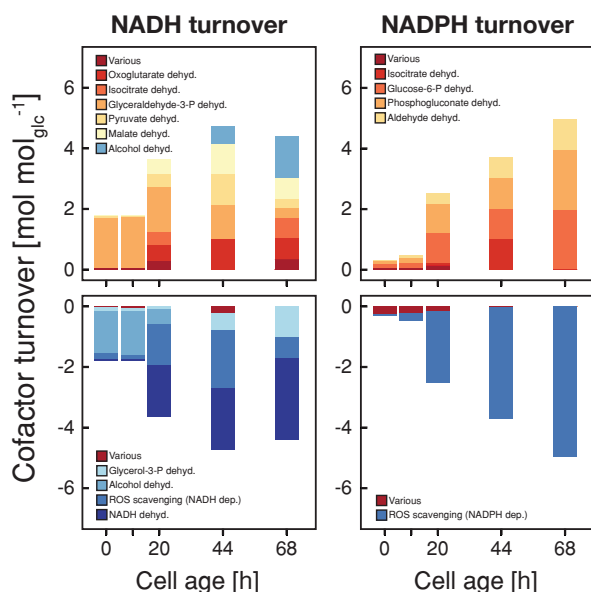 NADH turnover
NADPH turnover
Cofactor turnover [mol mol_glc^-1]
6
4
2
0
Various
Oxoglutarate dehyd.
Isocitrate dehyd.
Glyceraldehyde-3-P dehyd.
Pyruvate dehyd.
Malate dehyd.
Alcohol dehyd.
6
4
2
0
Various
Isocitrate dehyd.
Glucose-6-P dehyd.
Phosphogluconate dehyd.
Aldehyde dehyd.
0
-2
-4
-6
Various
Glycerol-3-P dehyd.
Alcohol dehyd.
ROS scavenging (NADH dep.)
NADH dehyd.
0
-2
-4
-6
Various
ROS scavenging (NADPH dep.)
0 20 44 68
0 20 44 68
Cell age [h]
Cell age [h]